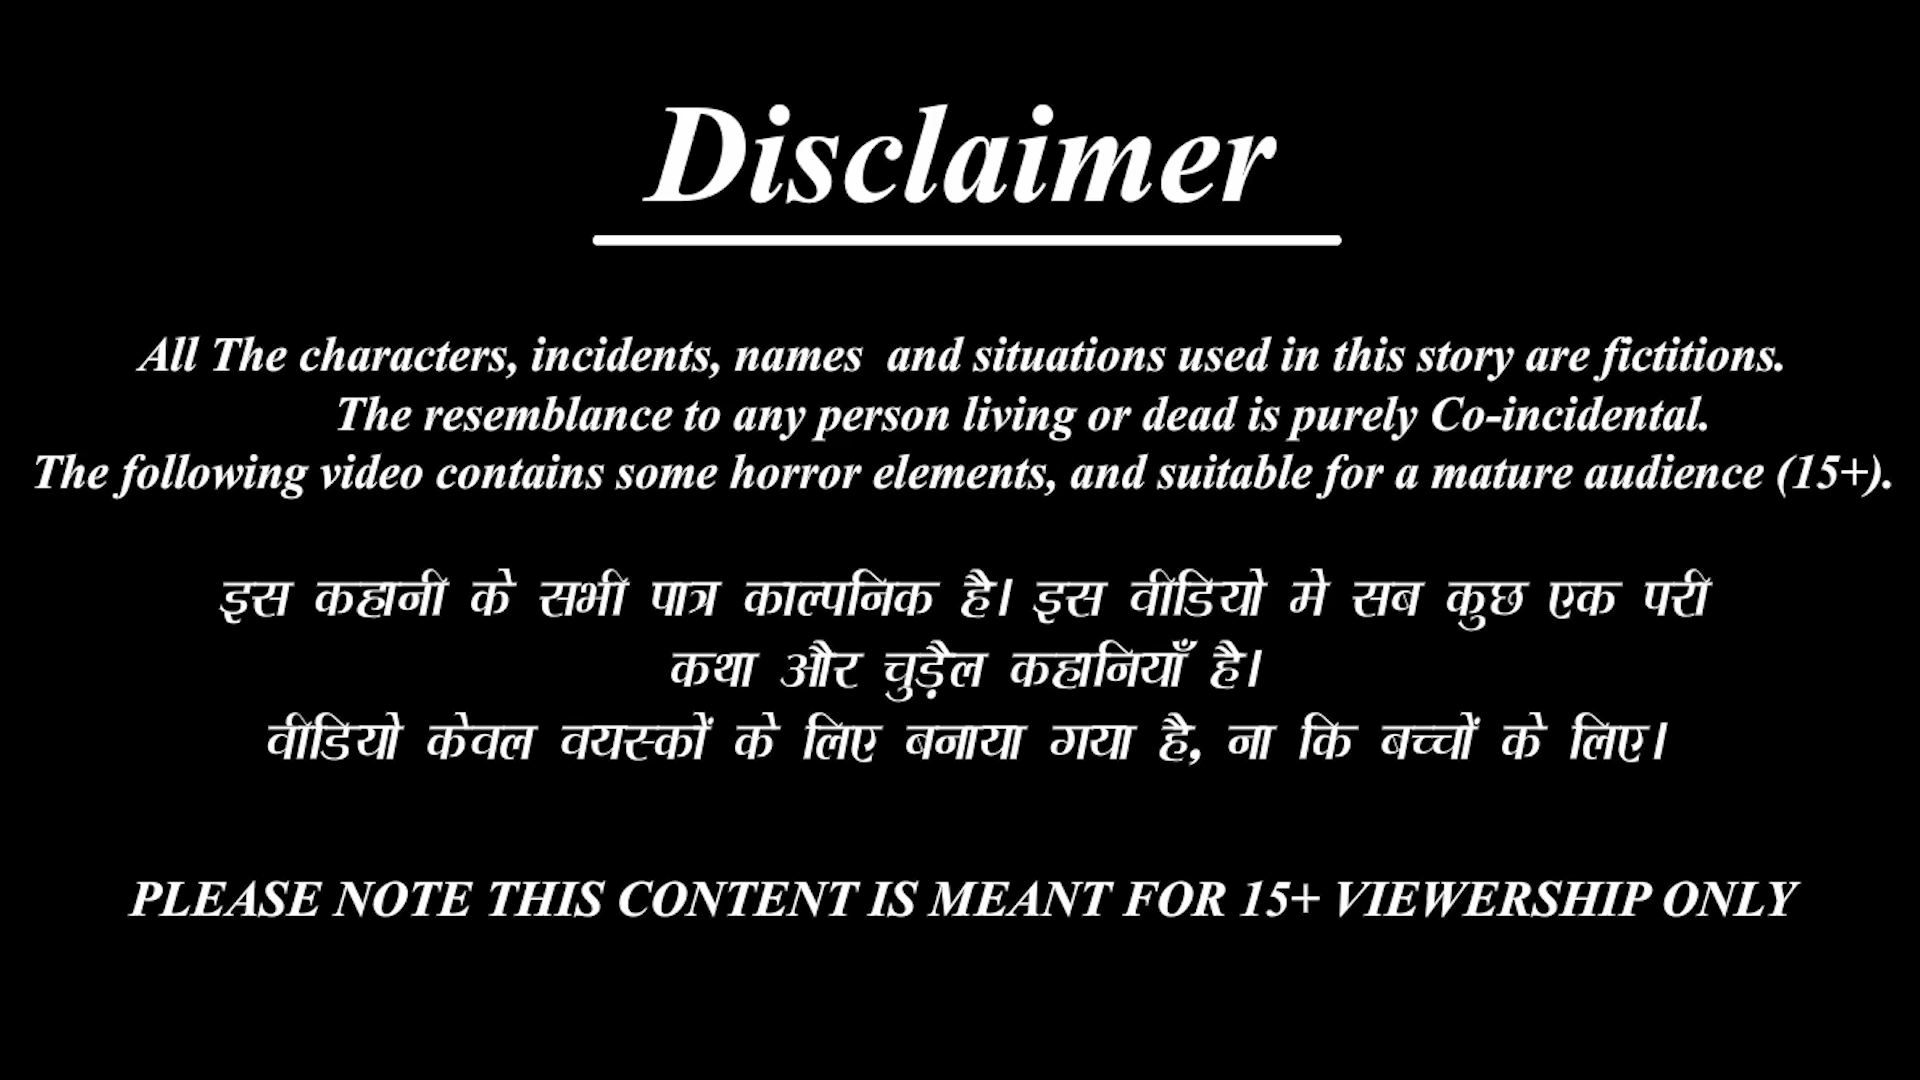 Disclaimer
All The characters, incidents, names and situations used in this story are fictitions.
The resemblance to any person living or dead is purely Co-incidental.
The following video contains some horror elements, and suitable for a mature audience (15+).
इस कहानी के सभी पात्र काल्पनिक है। इस वीडियो मे सब कुछ एक परी
कथा और चुड़ैल कहानियाँ है।
वीडियो केवल वयस्कों के लिए बनाया गया है, ना कि बच्चों के लिए।
PLEASE NOTE THIS CONTENT IS MEANT FOR 15+ VIEWERSHIP ONLY